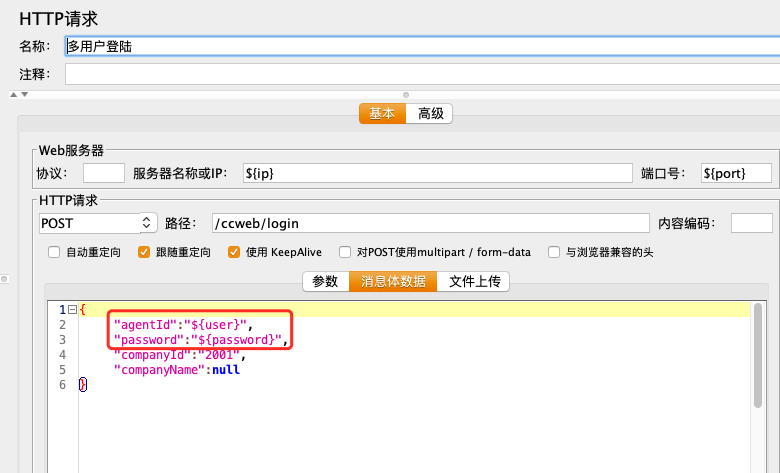 HTTP请求
名称： 多用户登陆
注释：
基本 高级
Web服务器
协议： 服务器名称或IP： ${ip} 端口号： ${port}
HTTP请求
POST 路径： /ccweb/login 内容编码：
自动重定向 跟随重定向 使用 KeepAlive 对POST使用multipart / form-data 与浏览器兼容的头
参数 消息体数据 文件上传
1 {
2 "agentId":"${user}",
3 "password":"${password}",
4 "companyId":"2001",
5 "companyName":null
6 }